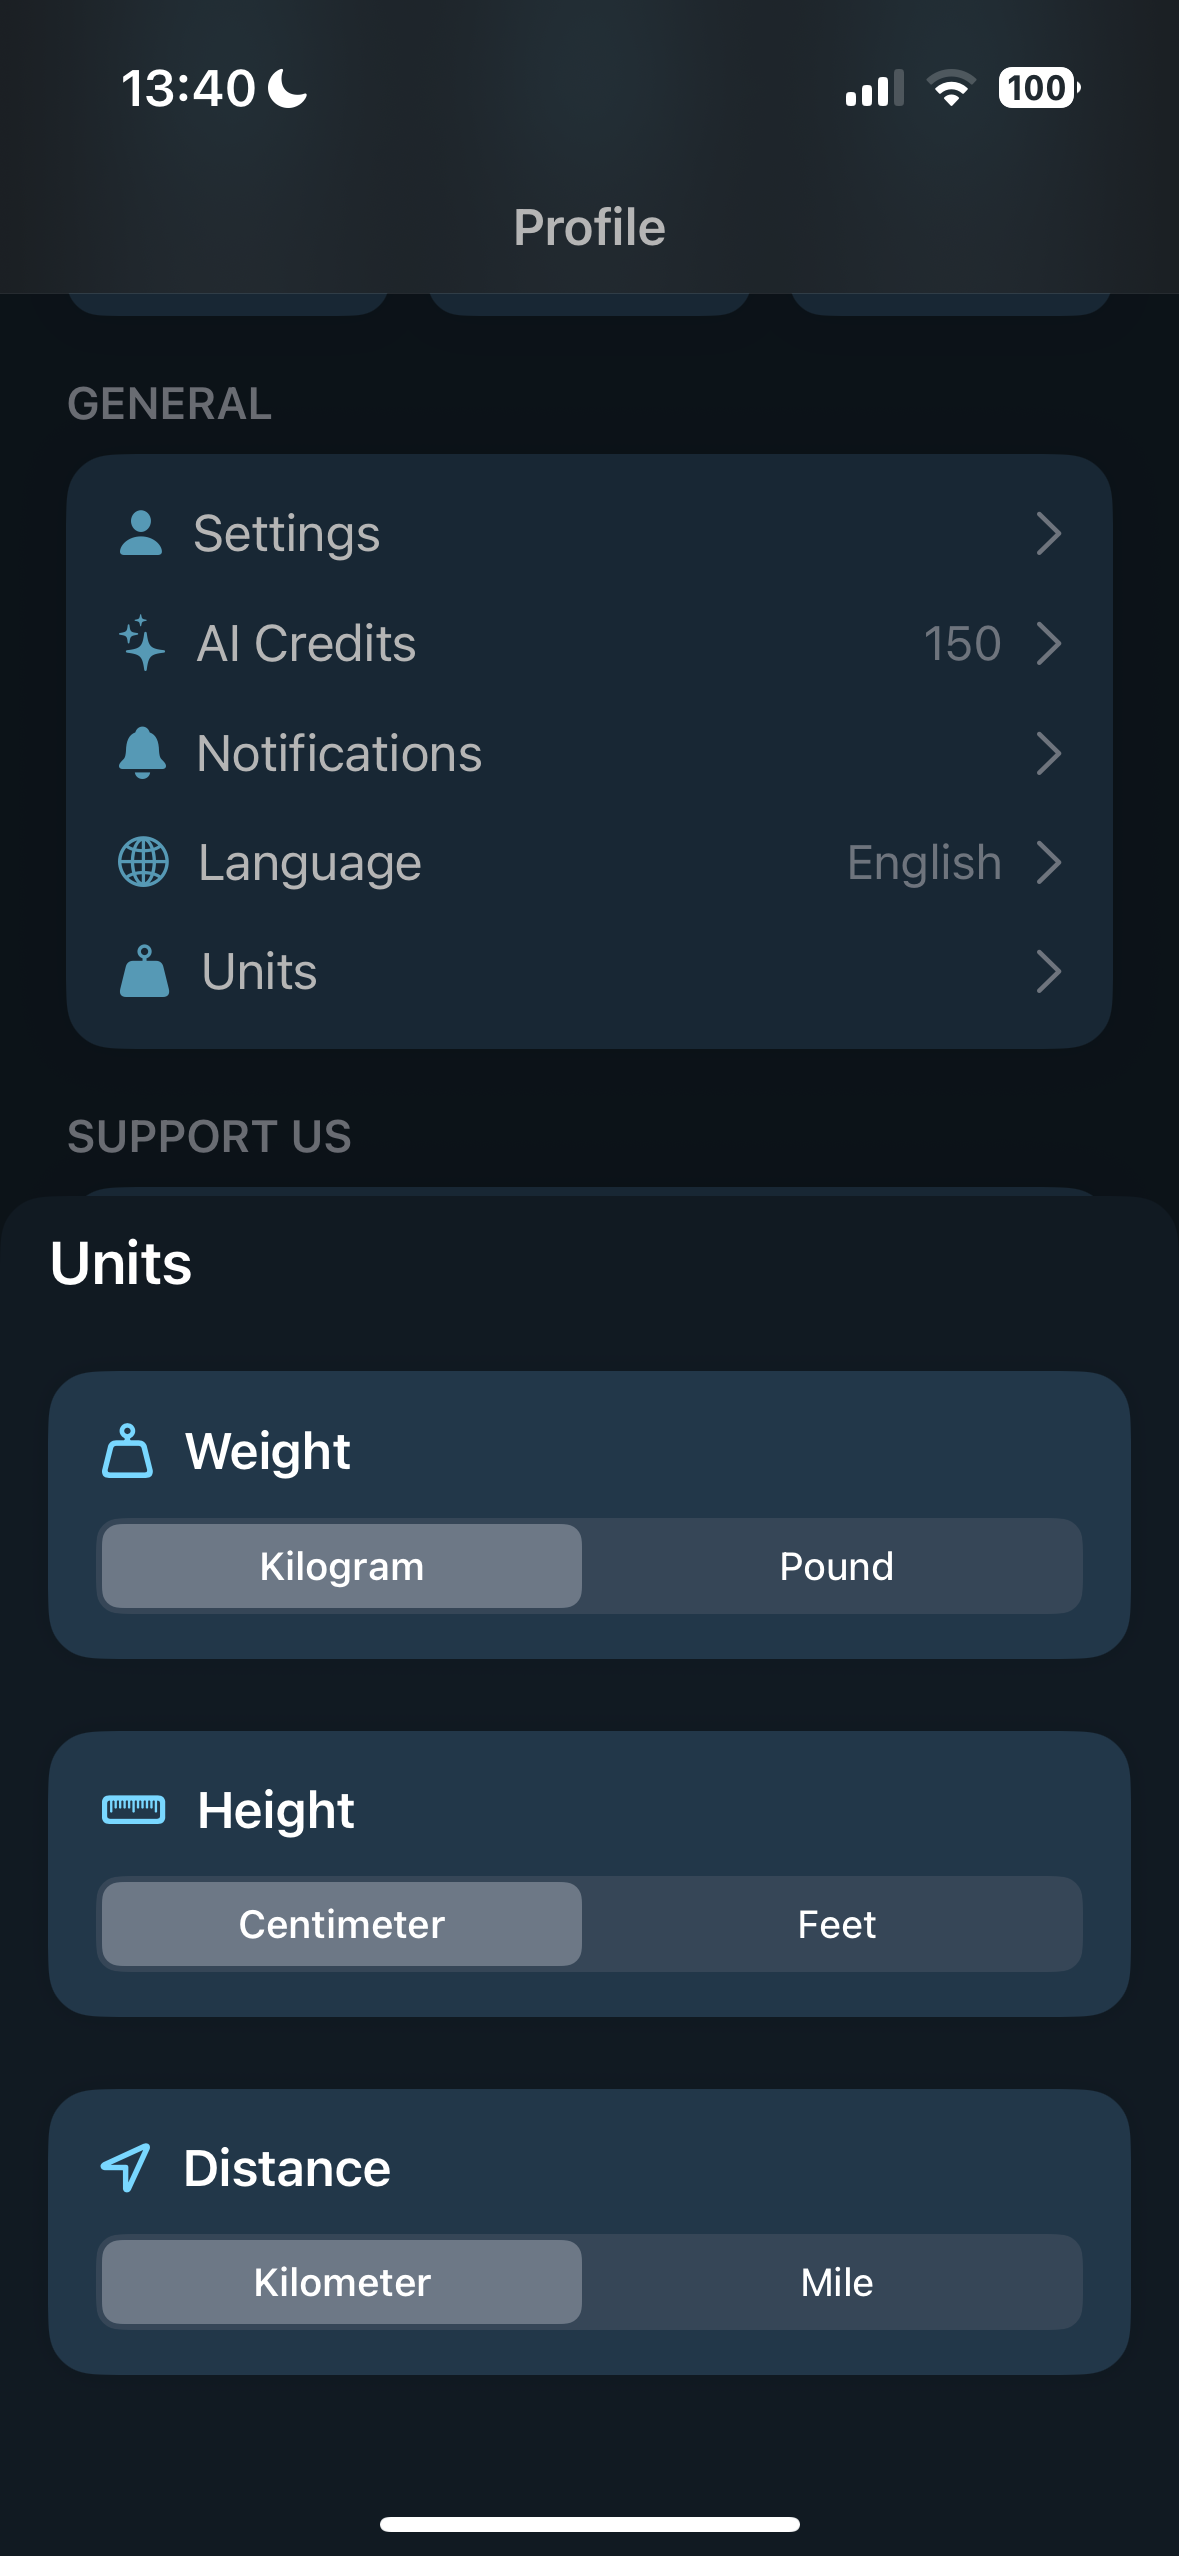 13:40
100
Profile
GENERAL
Settings
AI Credits 150
Notifications
Language English
Units
SUPPORT US
Units
Weight
Kilogram Pound
Height
Centimeter Feet
Distance
Kilometer Mile